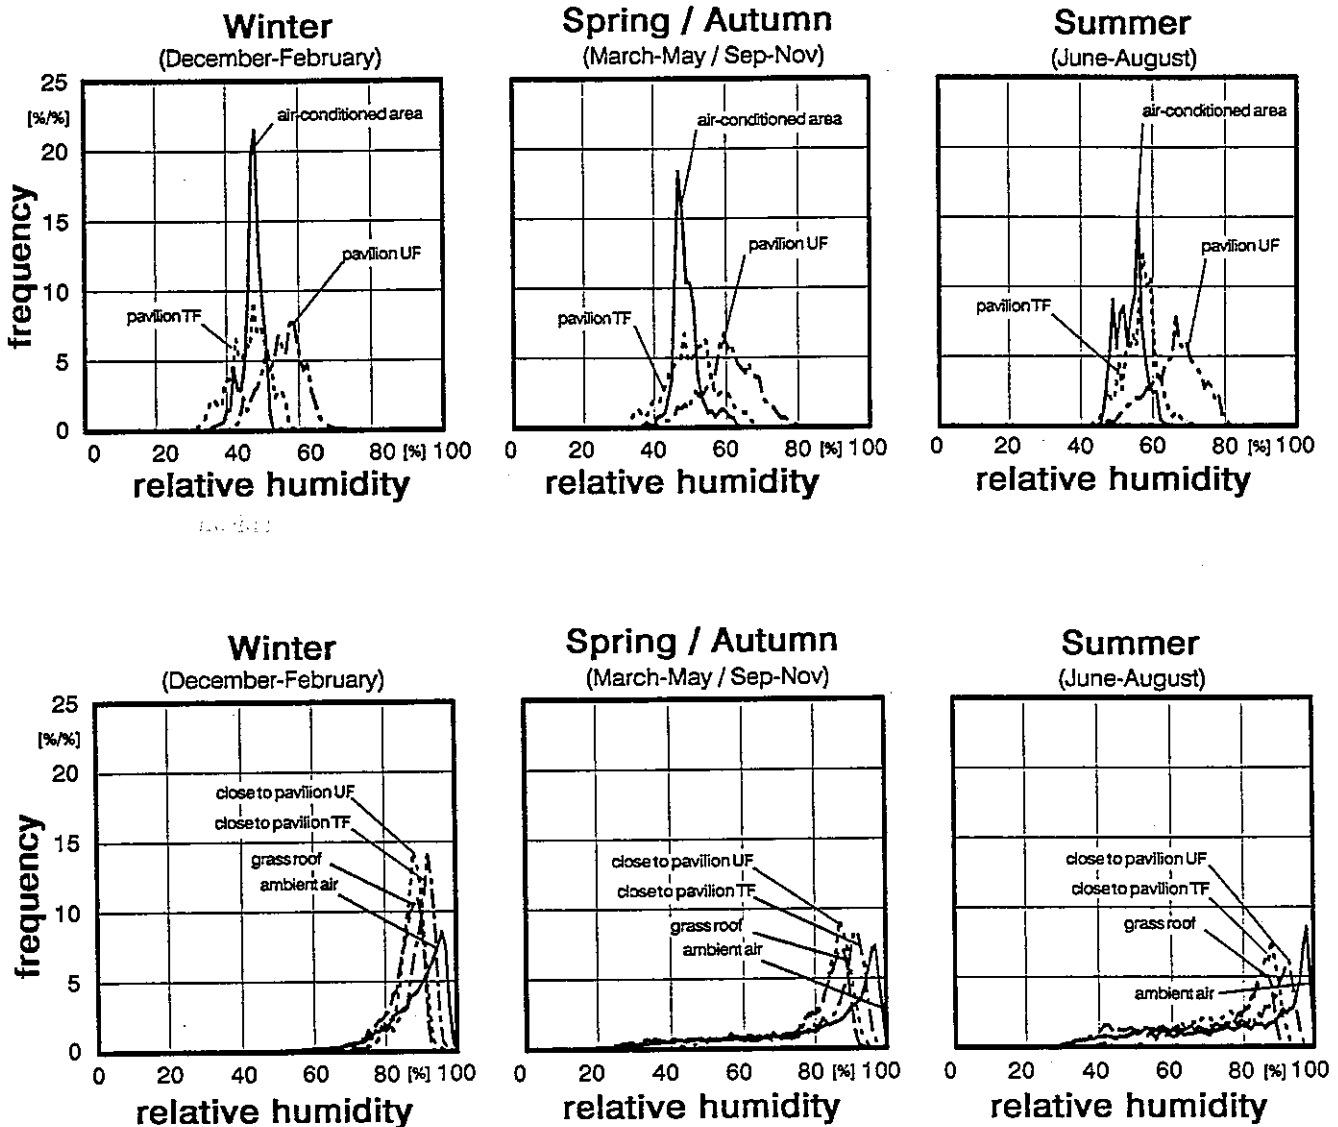 Winter
(December-February)
25
[%/%]
20
15
10
5
0
frequency
air-conditioned area
pavilion UF
pavilion TF
0 20 40 60 80 [%] 100
relative humidity
Spring / Autumn
(March-May / Sep-Nov)
air-conditioned area
pavilion UF
pavilion TF
0 20 40 60 80 [%] 100
relative humidity
Summer
(June-August)
air-conditioned area
pavilion UF
pavilion TF
0 20 40 60 80 [%] 100
relative humidity
Winter
(December-February)
25
[%/%]
20
15
10
5
0
frequency
close to pavilion UF
close to pavilion TF
grass roof
ambient air
0 20 40 60 80 [%] 100
relative humidity
Spring / Autumn
(March-May / Sep-Nov)
close to pavilion UF
close to pavilion TF
grass roof
ambient air
0 20 40 60 80 [%] 100
relative humidity
Summer
(June-August)
close to pavilion UF
close to pavilion TF
grass roof
ambient air
0 20 40 60 80 [%] 100
relative humidity